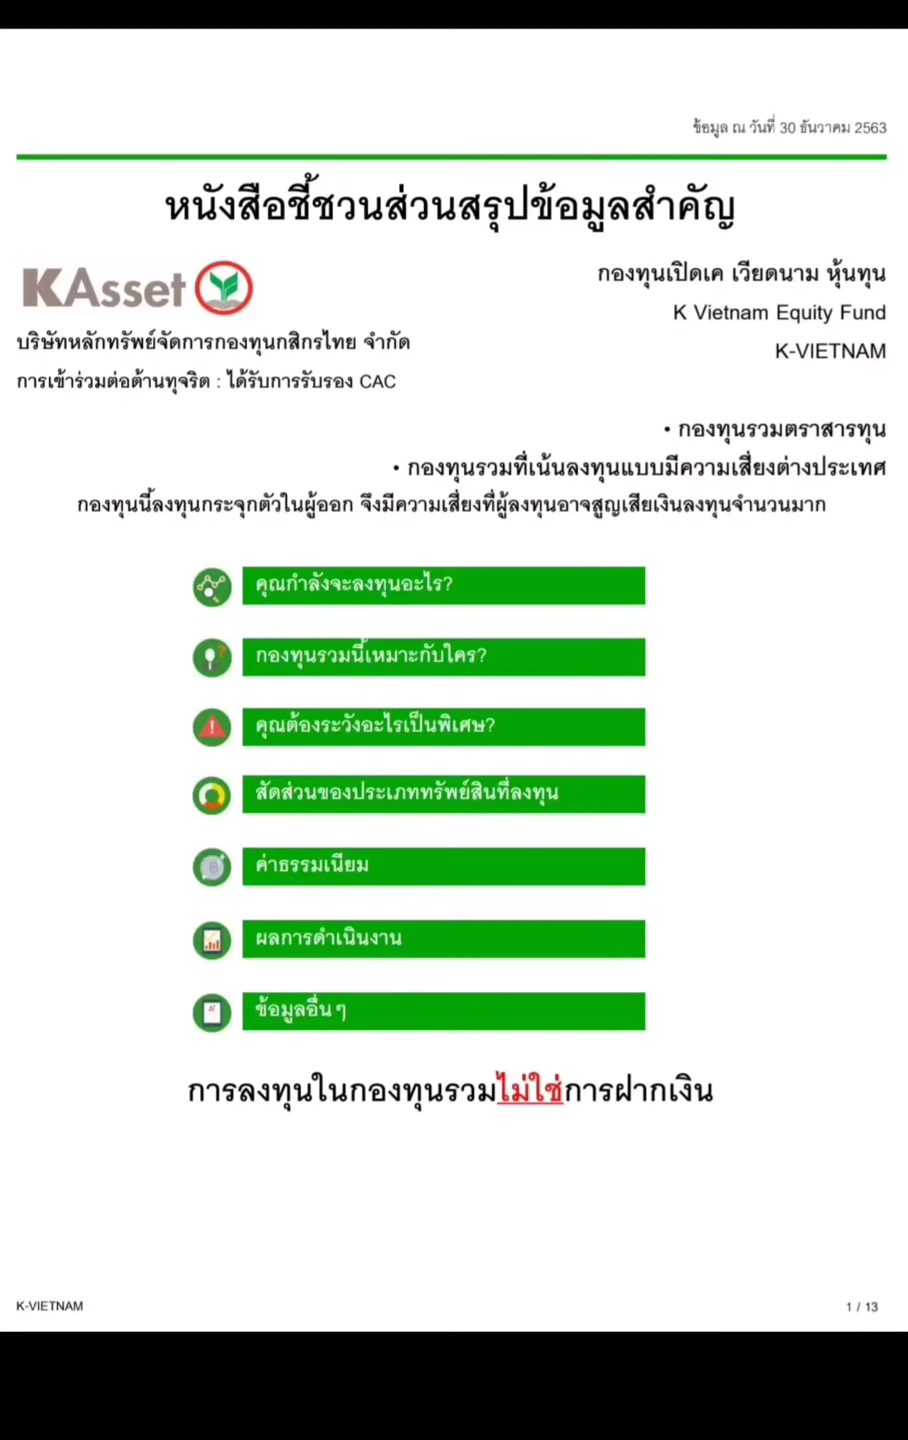 ข้อมูล ณ วันที่ 30 ธันวาคม 2563
หนังสือชี้ชวนส่วนสรุปข้อมูลสำคัญ
KAsset
กองทุนเปิดเค เวียดนาม หุ้นทุน
K Vietnam Equity Fund
บริษัทหลักทรัพย์จัดการกองทุนกสิกรไทย จำกัด
K-VIETNAM
การเข้าร่วมต่อต้านทุจริต : ได้รับการรับรอง CAC
• กองทุนรวมตราสารทุน
• กองทุนรวมที่เน้นลงทุนแบบมีความเสี่ยงต่างประเทศ
กองทุนนี้ลงทุนกระจุกตัวในผู้ออก จึงมีความเสี่ยงที่ผู้ลงทุนอาจสูญเสียเงินลงทุนจำนวนมาก
คุณกำลังจะลงทุนอะไร?
กองทุนรวมนี้เหมาะกับใคร?
คุณต้องระวังอะไรเป็นพิเศษ?
สัดส่วนของประเภททรัพย์สินที่ลงทุน
ค่าธรรมเนียม
ผลการดำเนินงาน
ข้อมูลอื่น ๆ
การลงทุนในกองทุนรวมไม่ใช่การฝากเงิน
K-VIETNAM
1 / 13